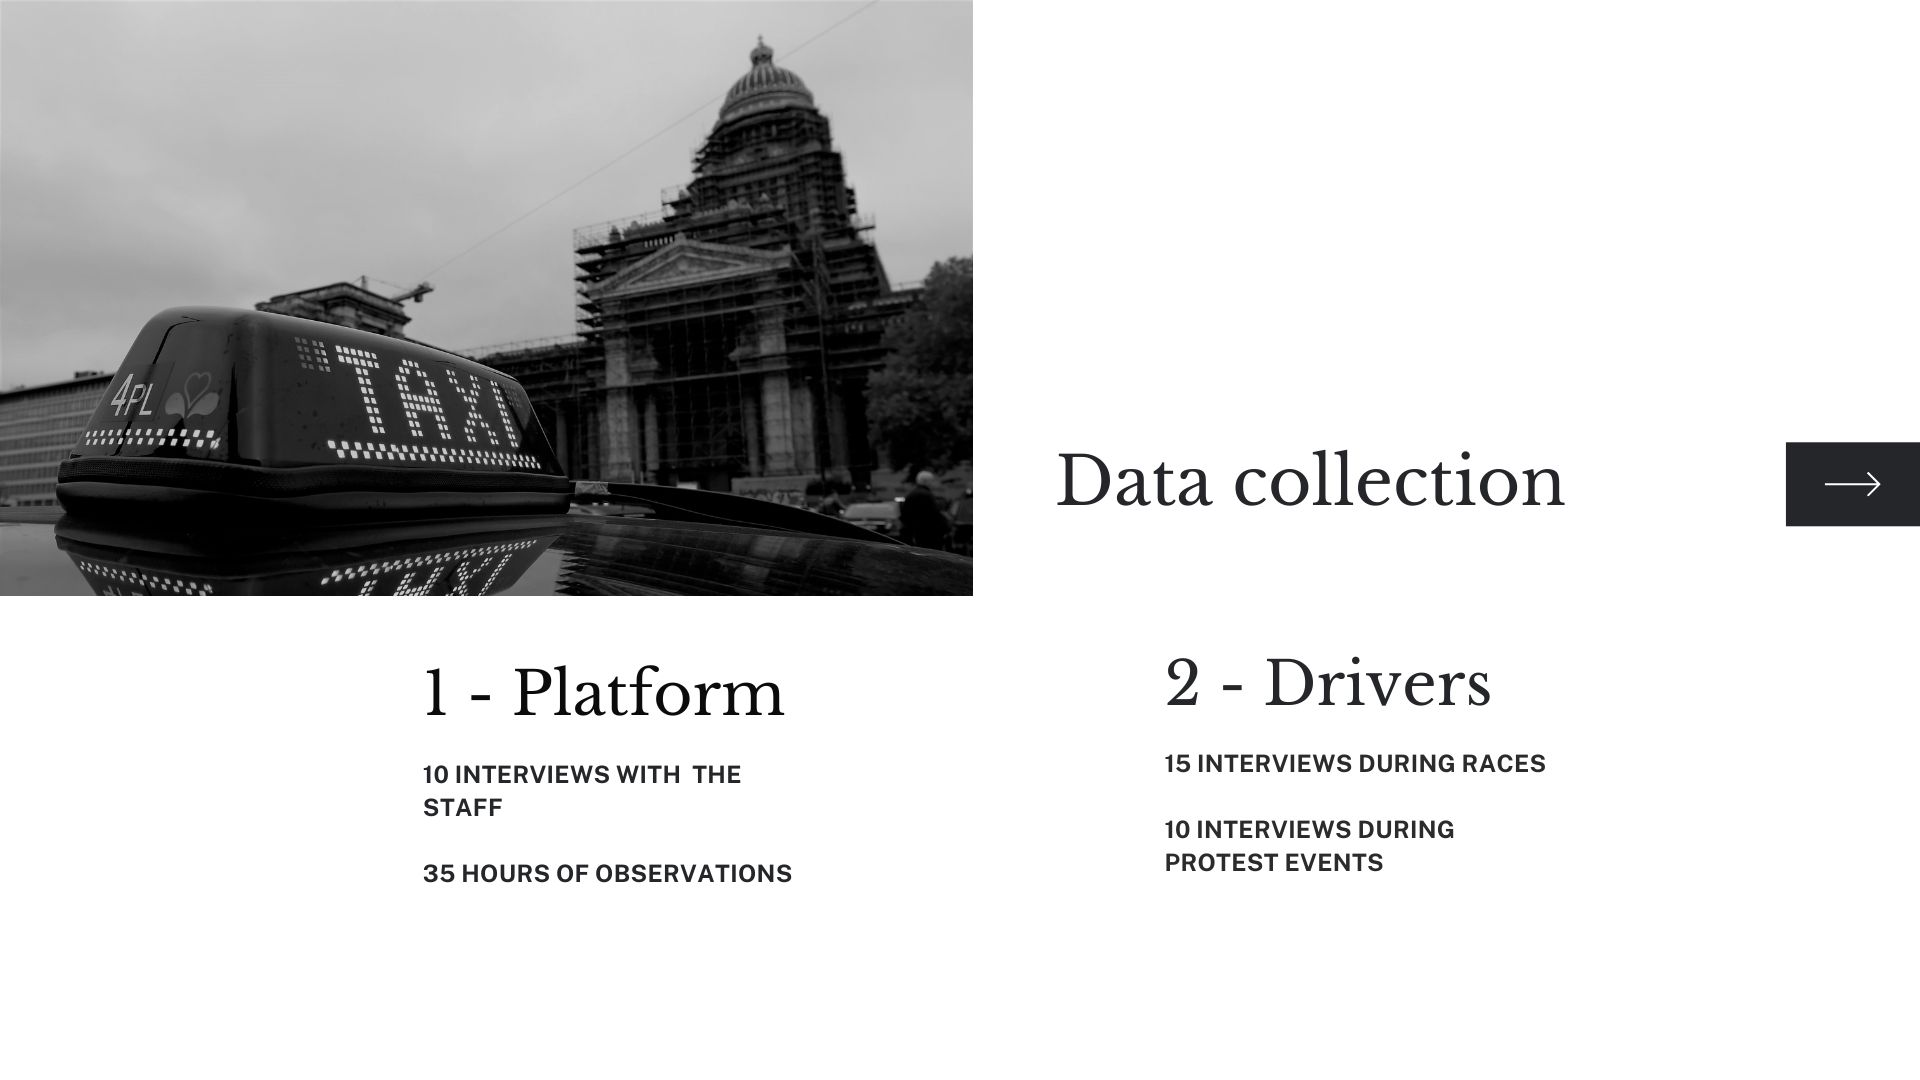 4PL
TAXI
Data collection
1 - Platform
10 INTERVIEWS WITH  THE
STAFF
35 HOURS OF OBSERVATIONS
2 - Drivers
15 INTERVIEWS DURING RACES
10 INTERVIEWS DURING
PROTEST EVENTS